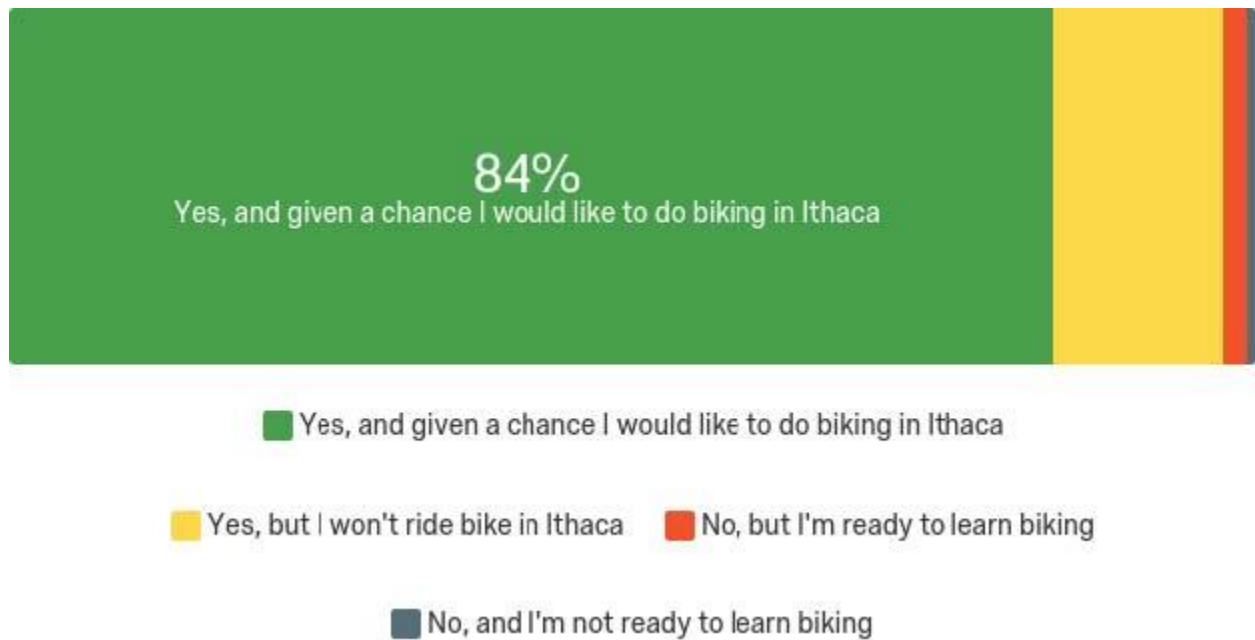 84%
Yes, and given a chance I would like to do biking in Ithaca
Yes, and given a chance I would like to do biking in Ithaca
Yes, but I won't ride bike in Ithaca No, but I'm ready to learn biking
No, and I'm not ready to learn biking